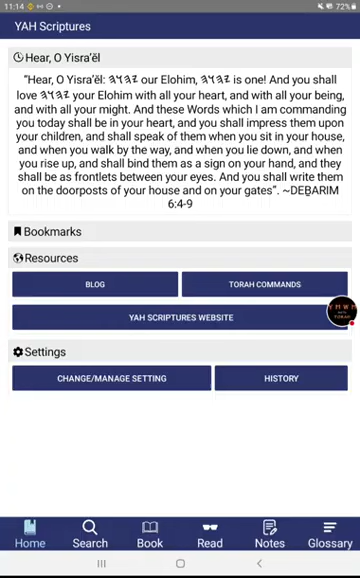 11:14
72%
YAH Scriptures
Hear, O Yisra'ĕl
"Hear, O Yisra'ĕl: 𐤉𐤄𐤅𐤄 our Elohim, 𐤉𐤄𐤅𐤄 is one! And you shall
love 𐤉𐤄𐤅𐤄 your Elohim with all your heart, and with all your being,
and with all your might. And these Words which I am commanding
you today shall be in your heart, and you shall impress them upon
your children, and shall speak of them when you sit in your house,
and when you walk by the way, and when you lie down, and when
you rise up, and shall bind them as a sign on your hand, and they
shall be as frontlets between your eyes. And you shall write them
on the doorposts of your house and on your gates". ~DEḆARIM
6:4-9
Bookmarks
Resources
BLOG
TORAH COMMANDS
YAH SCRIPTURES WEBSITE
Settings
CHANGE/MANAGE SETTING
HISTORY
Home
Search
Book
Read
Notes
Glossary